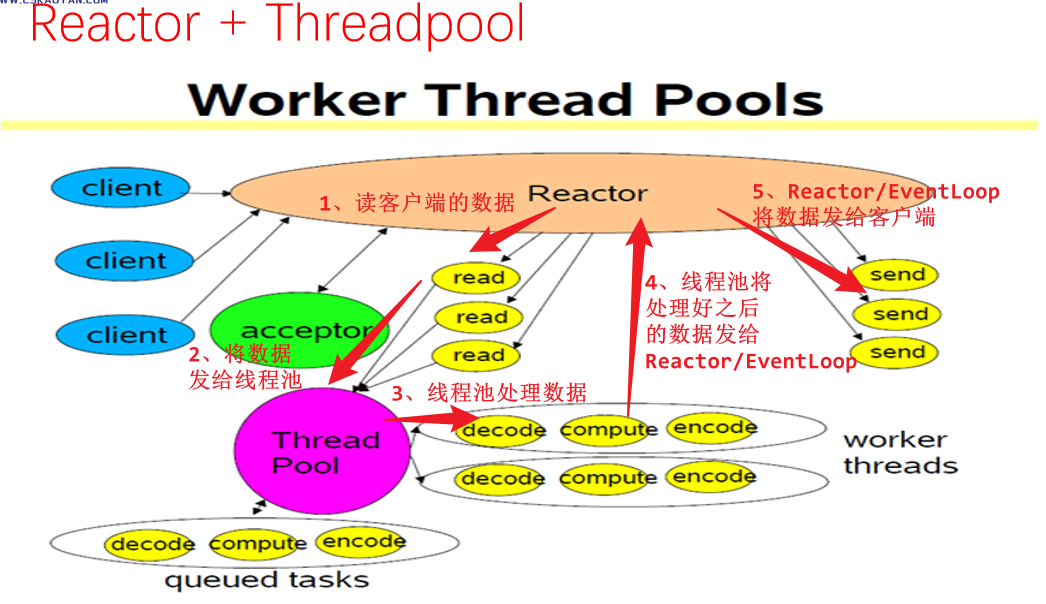 WWW.CSKAOYAN.COM
Reactor + Threadpool
Worker Thread Pools
client
client
client
Reactor
1、读客户端的数据
5、Reactor/EventLoop
将数据发给客户端
acceptor
read
read
read
send
send
send
2、将数据
发给线程池
4、线程池将
处理好之后
的数据发给
Reactor/EventLoop
3、线程池处理数据
Thread
Pool
decode compute encode
decode compute encode
worker
threads
decode compute encode
queued tasks